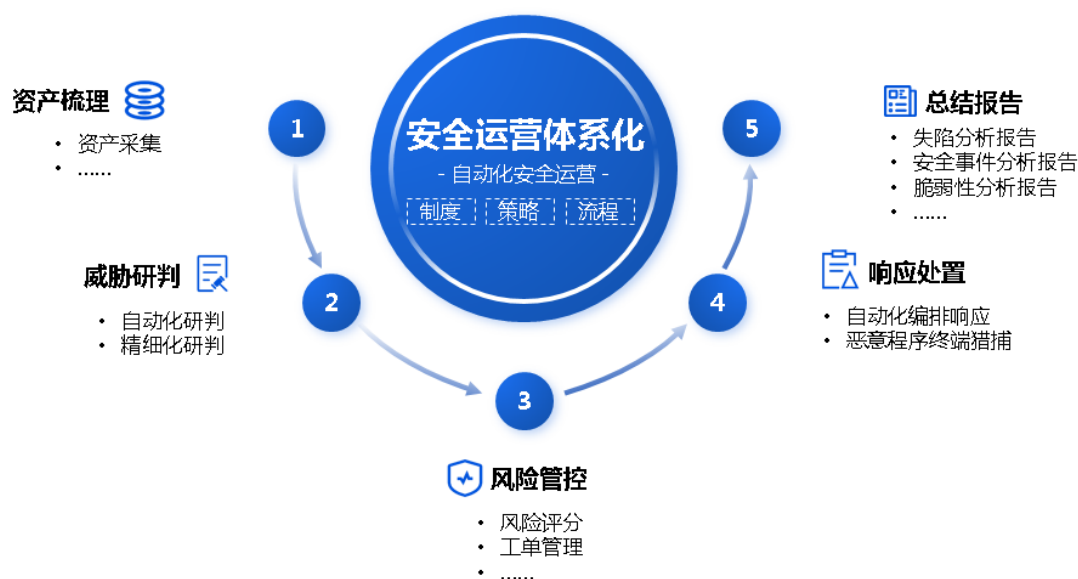 安全运营体系化
- 自动化安全运营 -
制度 策略 流程
1
资产梳理
• 资产采集
• ......
2
威胁研判
• 自动化研判
• 精细化研判
3
风险管控
• 风险评分
• 工单管理
• ......
4
响应处置
• 自动化编排响应
• 恶意程序终端猎捕
5
总结报告
• 失陷分析报告
• 安全事件分析报告
• 脆弱性分析报告
• ......